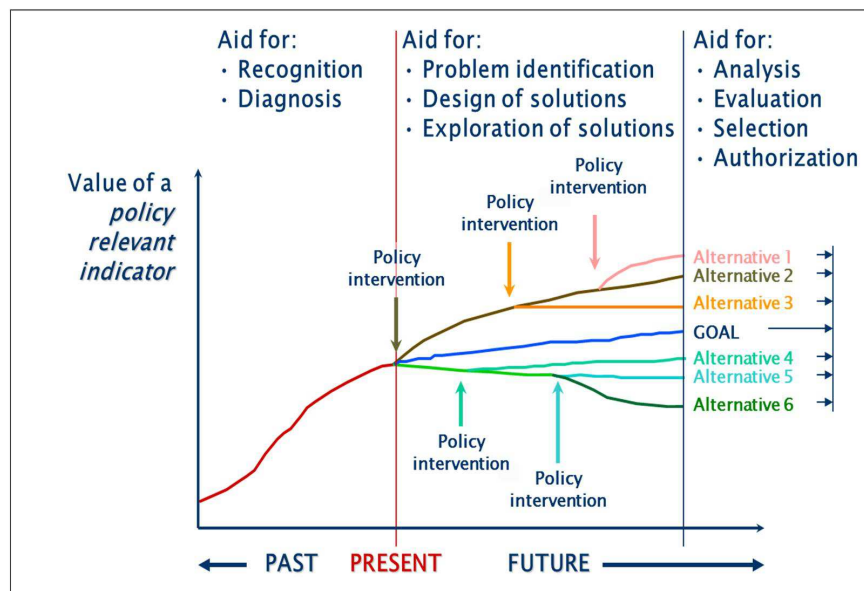 Aid for:
· Recognition
· Diagnosis
Aid for:
· Problem identification
· Design of solutions
· Exploration of solutions
Aid for:
· Analysis
· Evaluation
· Selection
· Authorization
Value of a
policy
relevant
indicator
Policy
intervention
Policy
intervention
Policy
intervention
Policy
intervention
Policy
intervention
Alternative 1
Alternative 2
Alternative 3
GOAL
Alternative 4
Alternative 5
Alternative 6
PAST PRESENT FUTURE